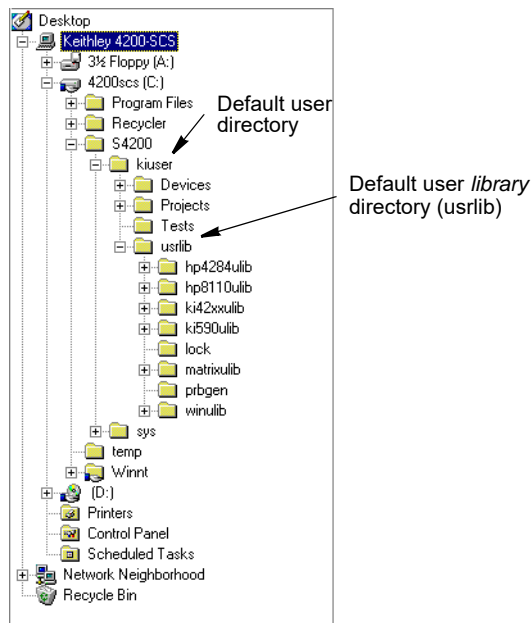 Desktop
Keithley 4200-SCS
3½ Floppy (A:)
4200scs (C:)
Program Files
Recycler
S4200
kiuser
Devices
Projects
Tests
usrlib
hp4284ulib
hp8110ulib
ki42xxulib
ki590ulib
lock
matrixulib
prbgen
winulib
sys
temp
Winnt
(D:)
Printers
Control Panel
Scheduled Tasks
Network Neighborhood
Recycle Bin
Default user
directory
Default user library
directory (usrlib)